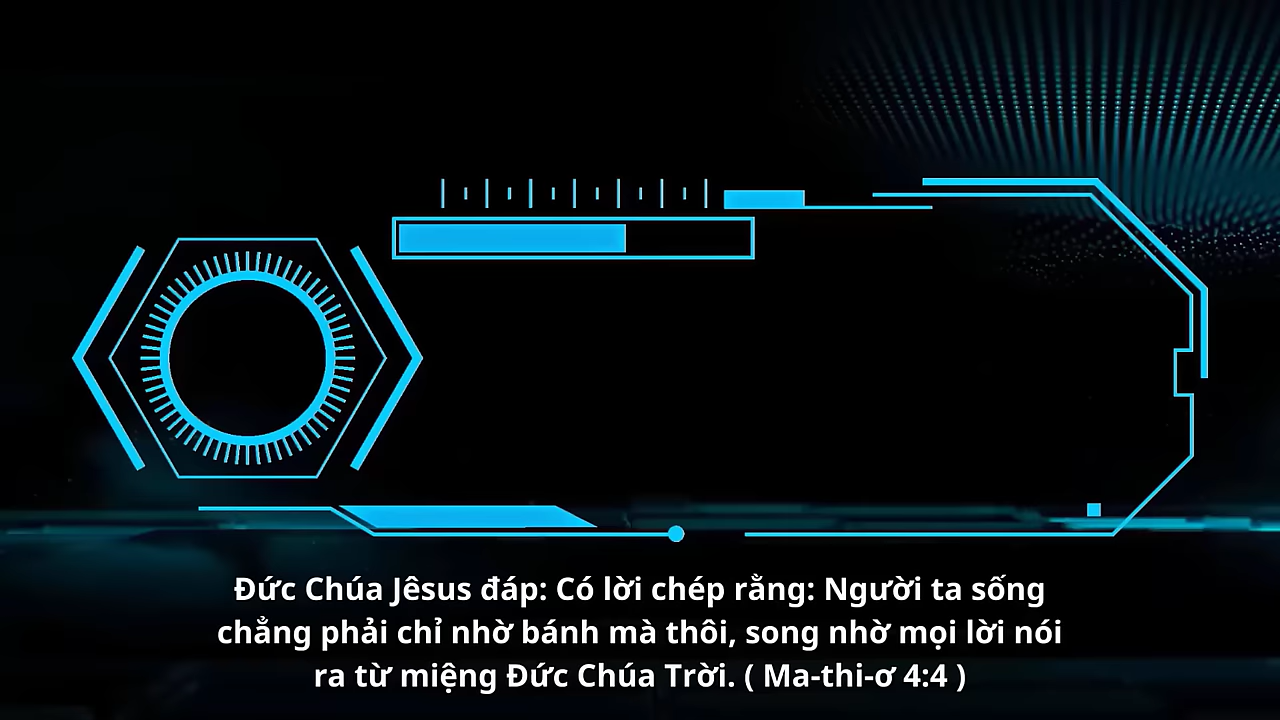 Đức Chúa Jêsus đáp: Có lời chép rằng: Người ta sống
chẳng phải chỉ nhờ bánh mà thôi, song nhờ mọi lời nói
ra từ miệng Đức Chúa Trời. ( Ma-thi-ơ 4:4 )